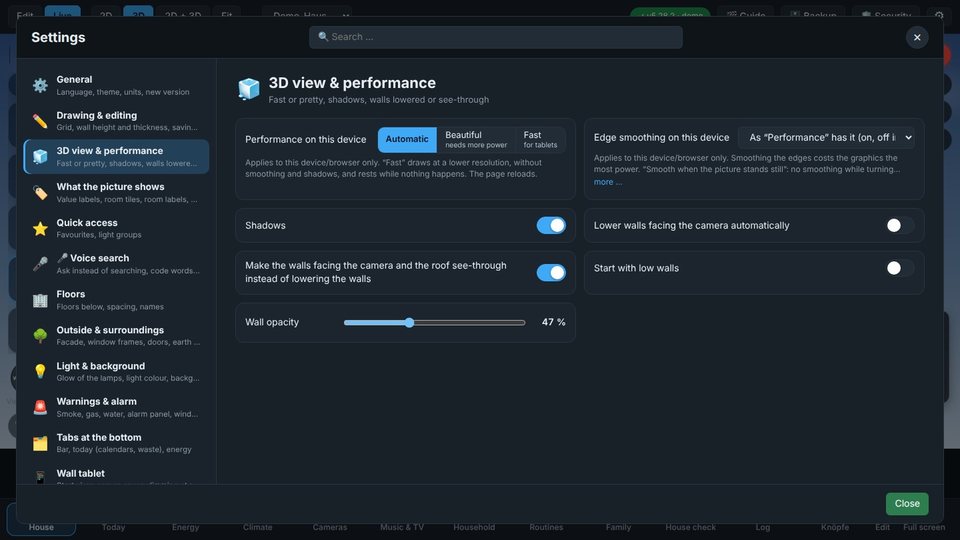 Edit Live 2D 3D 2D + 3D Fit Demo-Haus Guide Backup Security
Settings
Search ...
General
Language, theme, units, new version
Drawing & editing
Grid, wall height and thickness, savin...
3D view & performance
Fast or pretty, shadows, walls lowere...
What the picture shows
Value labels, room tiles, room labels, ...
Quick access
Favourites, light groups
Voice search
Ask instead of searching, code words...
Floors
Floors below, spacing, names
Outside & surroundings
Facade, window frames, doors, earth ...
Light & background
Glow of the lamps, light colour, backg...
Warnings & alarm
Smoke, gas, water, alarm panel, wind...
Tabs at the bottom
Bar, today (calendars, waste), energy
Wall tablet
3D view & performance
Fast or pretty, shadows, walls lowered or see-through
Performance on this device
Automatic
Beautiful
needs more power
Fast
for tablets
Applies to this device/browser only. “Fast” draws at a lower resolution, without
smoothing and shadows, and rests while nothing happens. The page reloads.
Edge smoothing on this device
As “Performance” has it (on, off i
Applies to this device/browser only. Smoothing the edges costs the graphics the
most power. “Smooth when the picture stands still”: no smoothing while turning...
more ...
Shadows
Lower walls facing the camera automatically
Make the walls facing the camera and the roof see-through
instead of lowering the walls
Start with low walls
Wall opacity
47 %
Close
House Today Energy Climate Cameras Music & TV Household Routines Family House check Log Knöpfe Edit Full screen